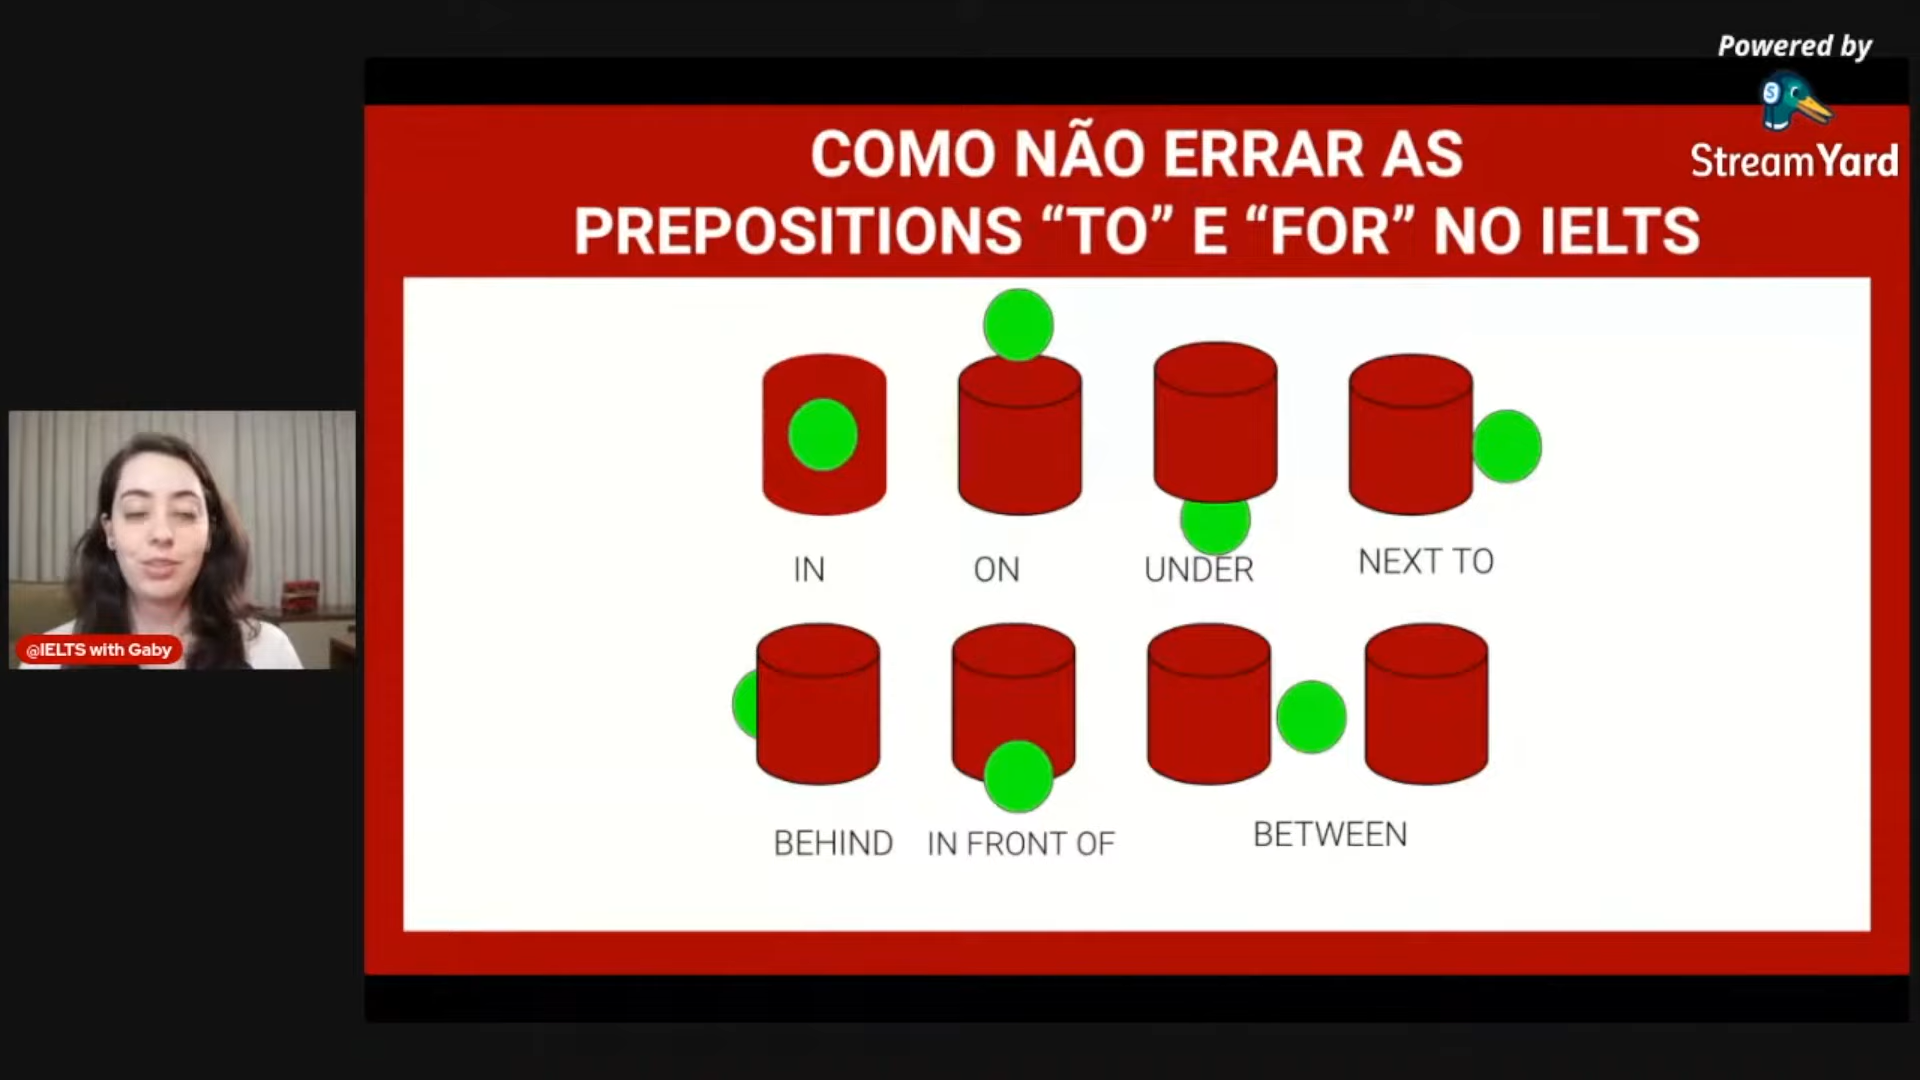 Powered by
StreamYard
COMO NÃO ERRAR AS
PREPOSITIONS “TO” E “FOR” NO IELTS
IN
ON
UNDER
NEXT TO
@IELTS with Gaby
BEHIND
IN FRONT OF
BETWEEN